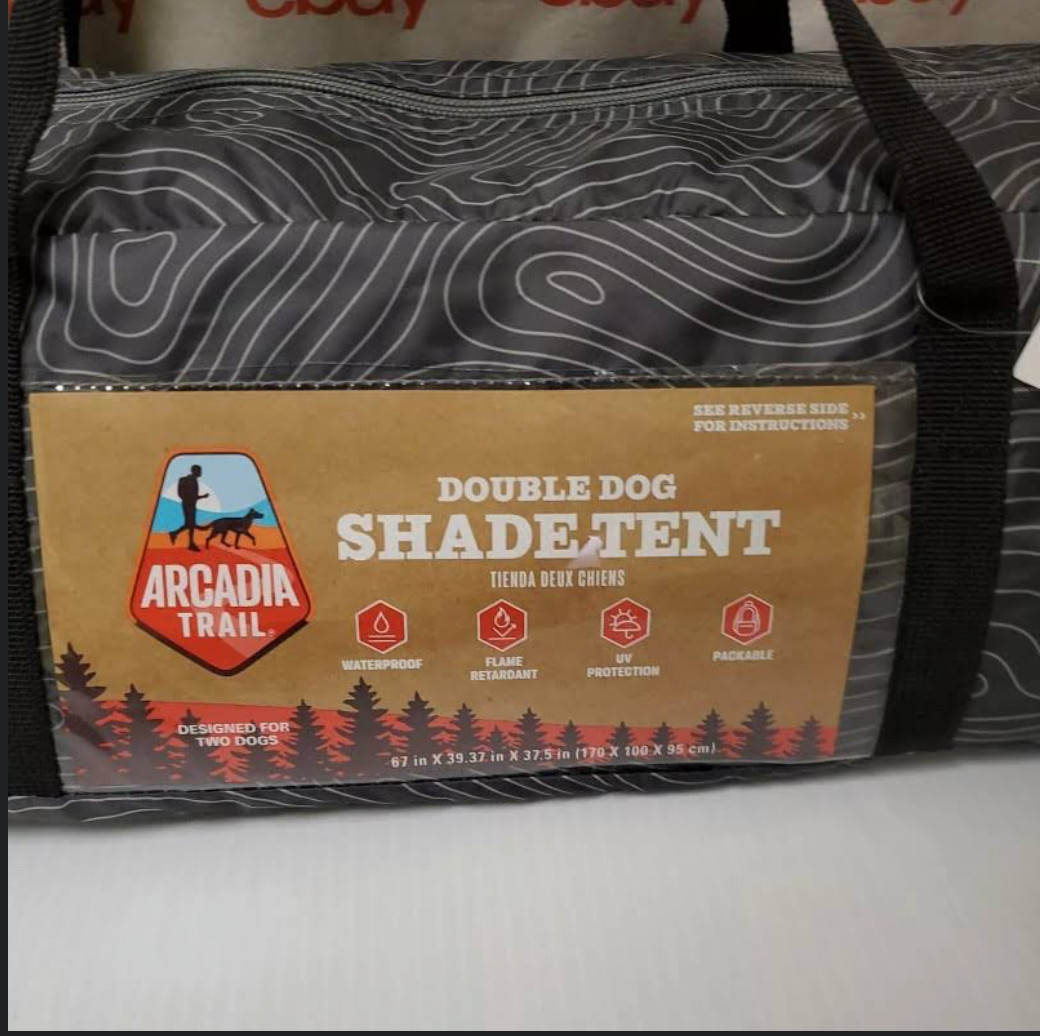 ebay
SEE REVERSE SIDE >>
FOR INSTRUCTIONS
DOUBLE DOG
SHADE TENT
TIENDA DEUX CHIENS
ARCADIA
TRAIL®
WATERPROOF
FLAME
RETARDANT
UV
PROTECTION
PACKABLE
DESIGNED FOR
TWO DOGS
67 in X 39.37 in X 37.5 in (170 X 100 X 95 cm)